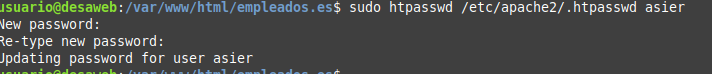 usuario@desaweb:/var/www/html/empleados.es$ sudo htpasswd /etc/apache2/.htpasswd asier
New password:
Re-type new password:
Updating password for user asier
usuario@desaweb:/var/www/html/empleados.es$